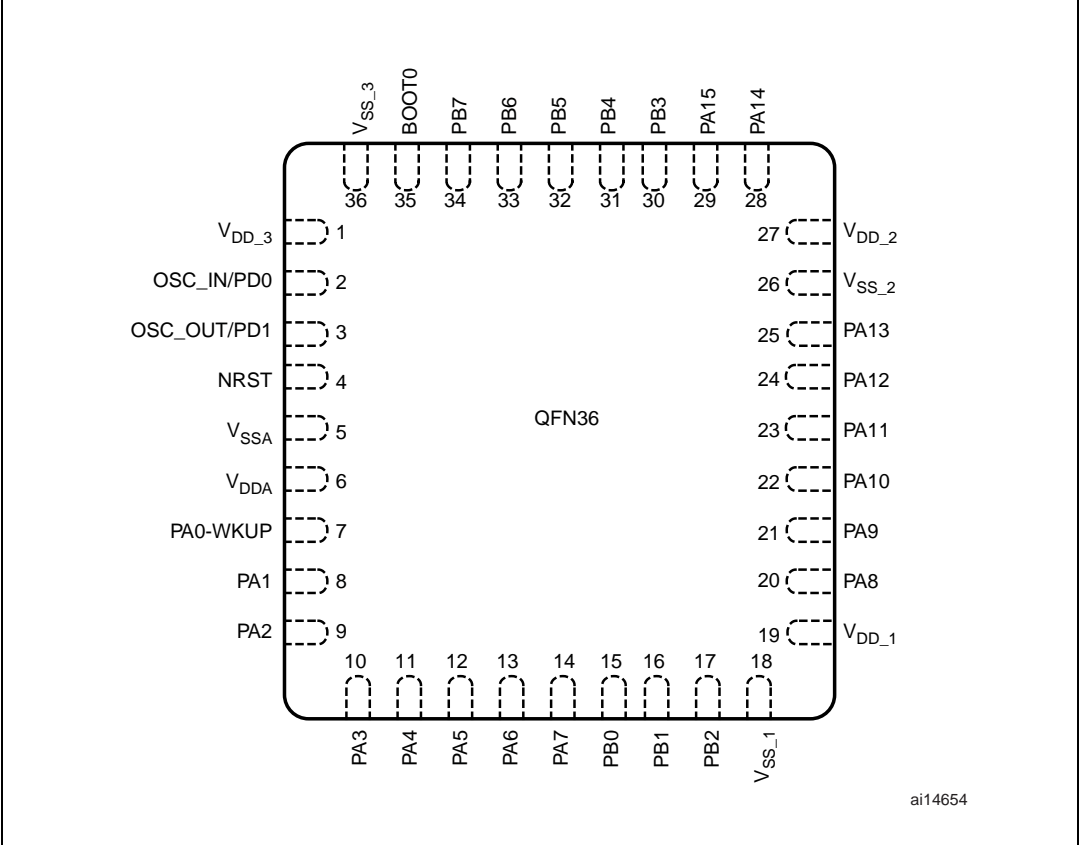 VSS_3
BOOT0
PB7
PB6
PB5
PB4
PB3
PA15
PA14
36 35 34 33 32 31 30 29 28
VDD_3 1 27 VDD_2
OSC_IN/PD0 2 26 VSS_2
OSC_OUT/PD1 3 25 PA13
NRST 4 24 PA12
QFN36
VSSA 5 23 PA11
VDDA 6 22 PA10
PA0-WKUP 7 21 PA9
PA1 8 20 PA8
PA2 9 19 VDD_1
10 11 12 13 14 15 16 17 18
PA3
PA4
PA5
PA6
PA7
PB0
PB1
PB2
VSS_1
ai14654